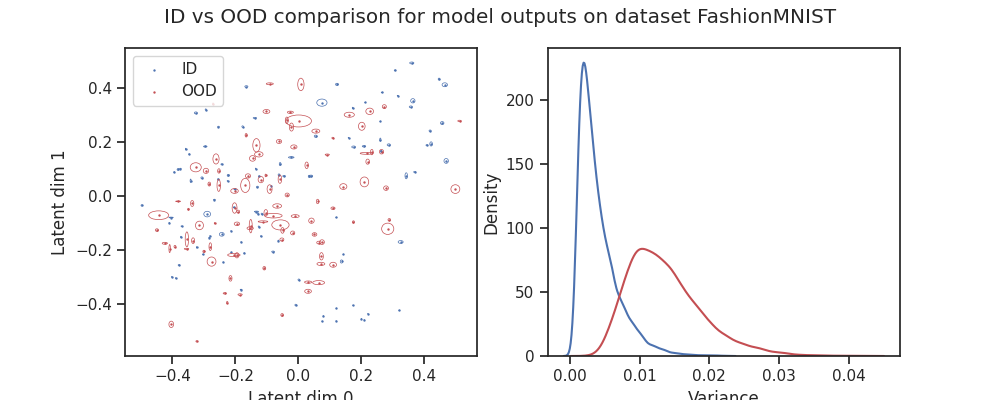 ID vs OOD comparison for model outputs on dataset FashionMNIST
ID
OOD
0.4
0.2
0.0
−0.2
−0.4
Latent dim 1
−0.4
−0.2
0.0
0.2
0.4
Latent dim 0
200
150
100
50
0
Density
0.00
0.01
0.02
0.03
0.04
Variance